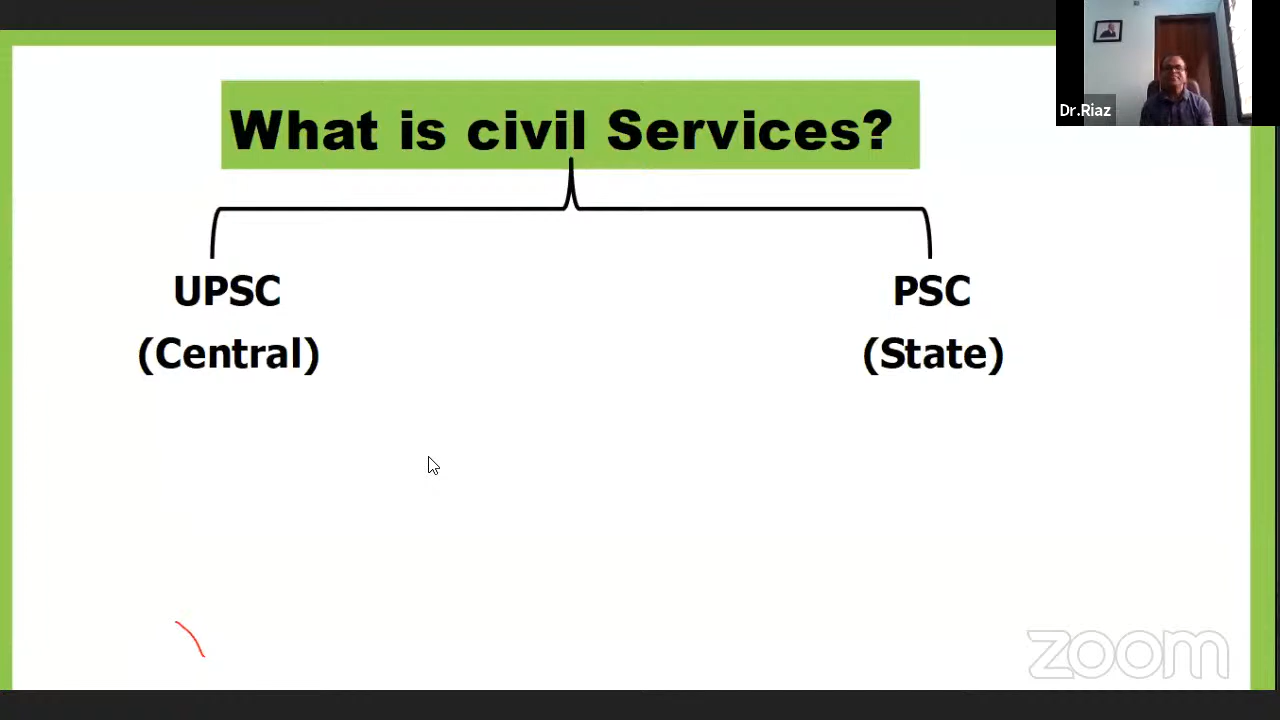 Dr.Riaz
What is civil Services?
UPSC
(Central)
PSC
(State)
zoom